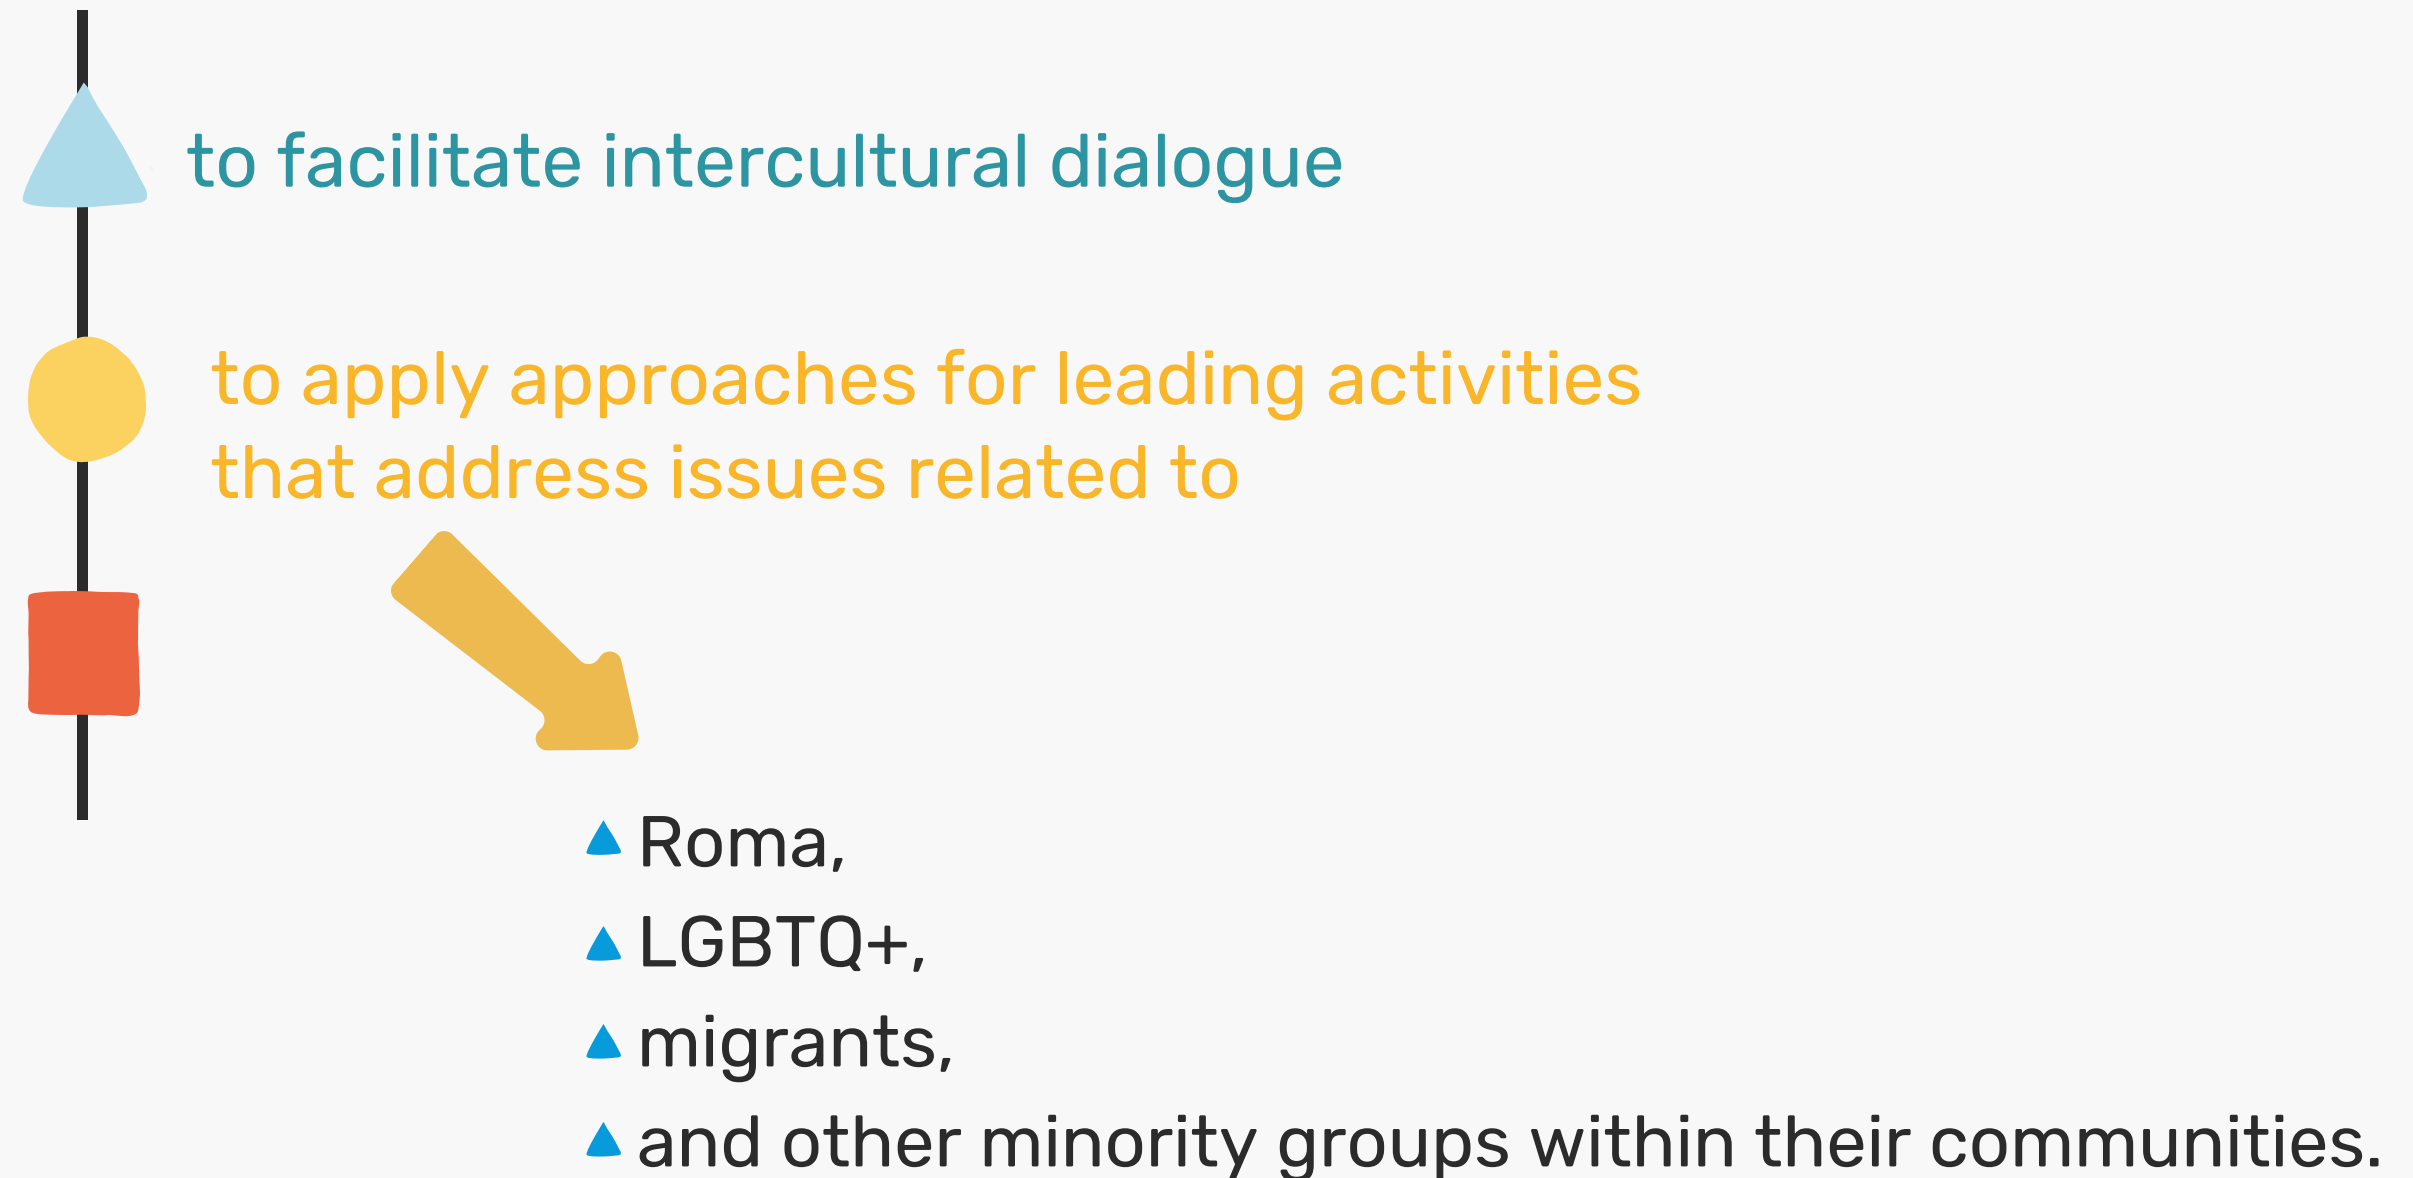 to facilitate intercultural dialogue
to apply approaches for leading activities
that address issues related to
Roma,
LGBTQ+,
migrants,
and other minority groups within their communities.